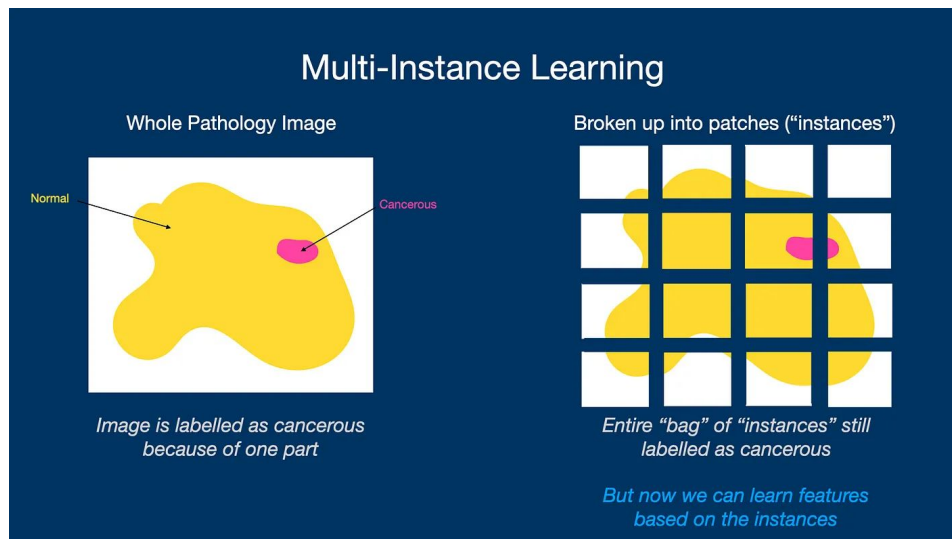 Multi-Instance Learning
Whole Pathology Image
Normal
Cancerous
Image is labelled as cancerous
because of one part
Broken up into patches (“instances”)
Entire “bag” of “instances” still
labelled as cancerous
But now we can learn features
based on the instances